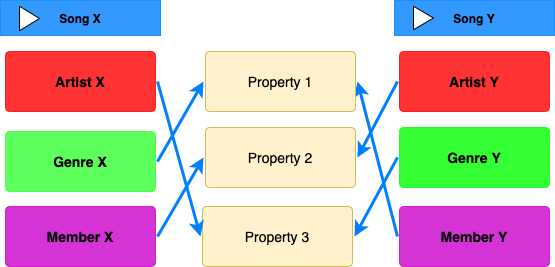 Song X
Song Y
Artist X
Property 1
Artist Y
Genre X
Property 2
Genre Y
Member X
Property 3
Member Y